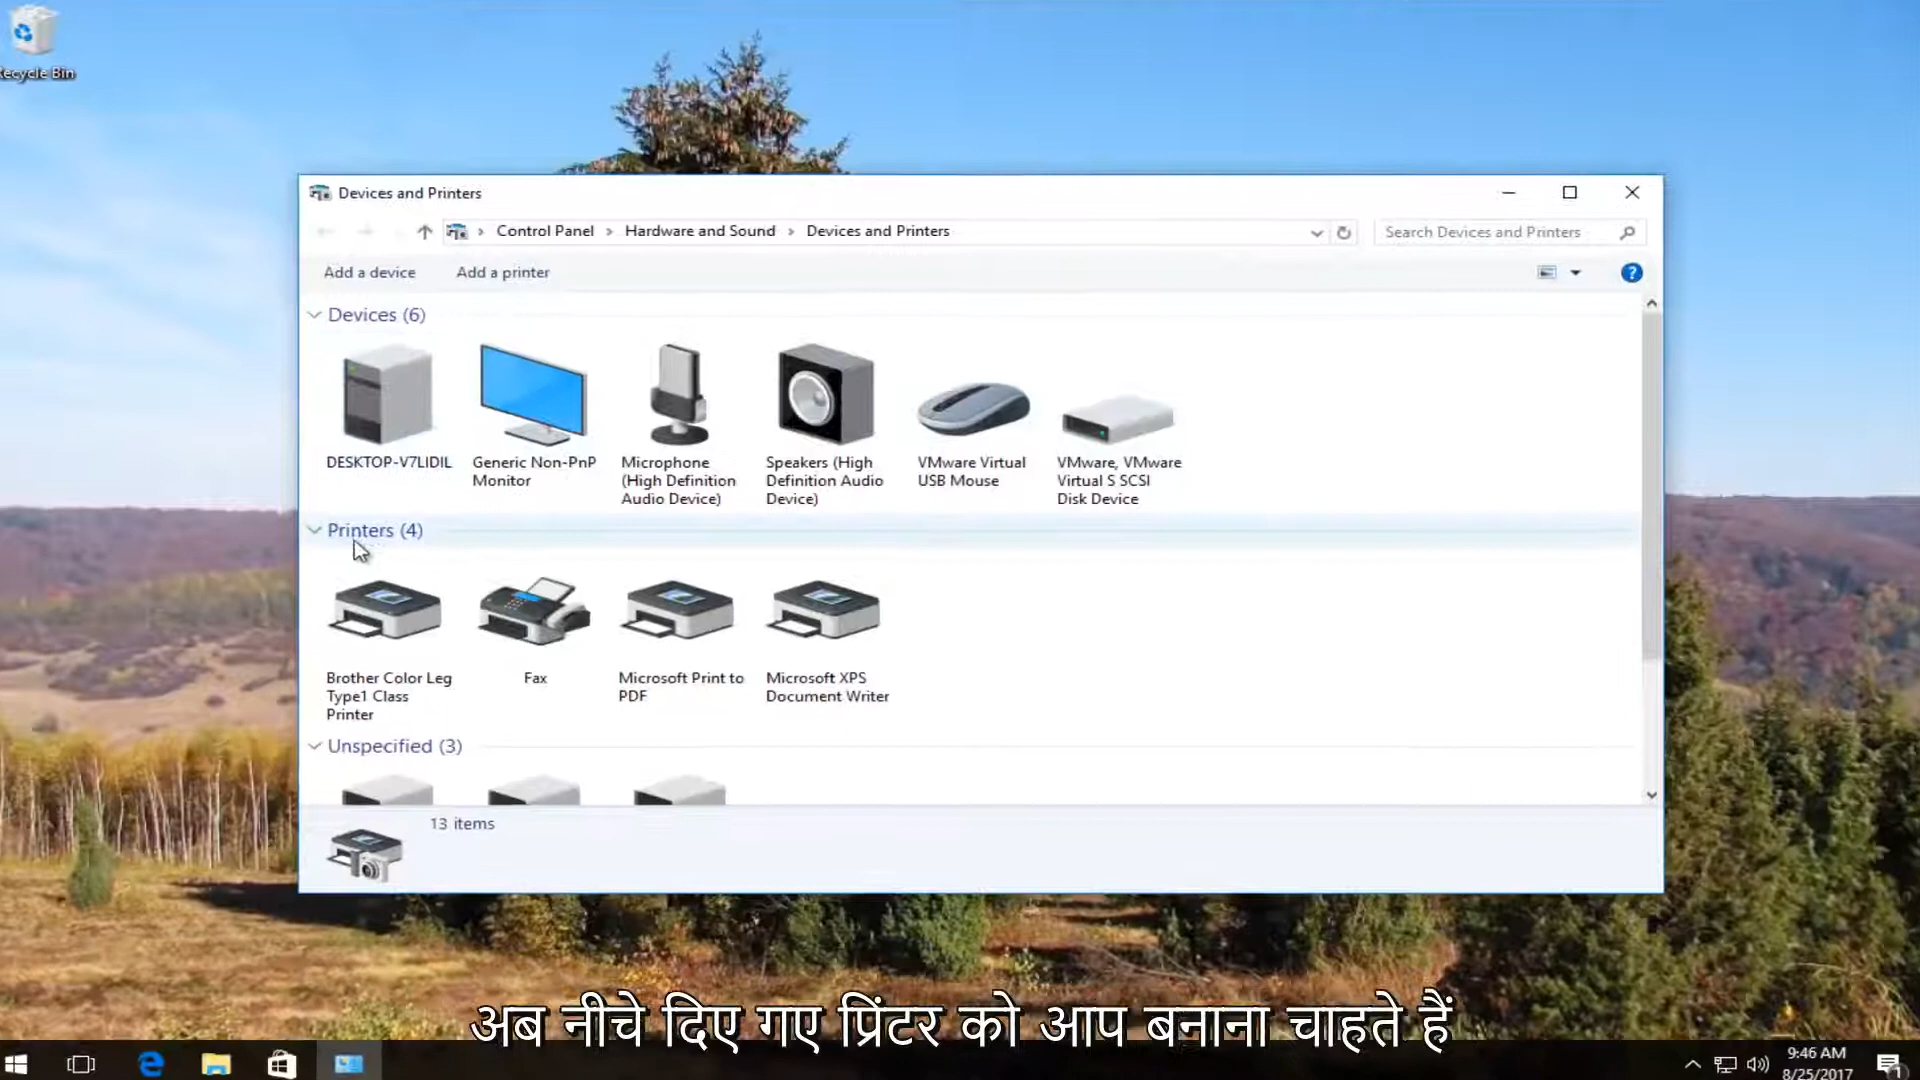 Recycle Bin
Devices and Printers
Control Panel > Hardware and Sound > Devices and Printers
Search Devices and Printers
Add a device
Add a printer
?
Devices (6)
DESKTOP-V7LIDIL
Generic Non-PnP
Monitor
Microphone
(High Definition
Audio Device)
Speakers (High
Definition Audio
Device)
VMware Virtual
USB Mouse
VMware, VMware
Virtual S SCSI
Disk Device
Printers (4)
Brother Color Leg
Type1 Class
Printer
Fax
Microsoft Print to
PDF
Microsoft XPS
Document Writer
Unspecified (3)
13 items
अब नीचे दिए गए प्रिंटर को आप बनाना चाहते हैं
9:46 AM
8/25/2017
1